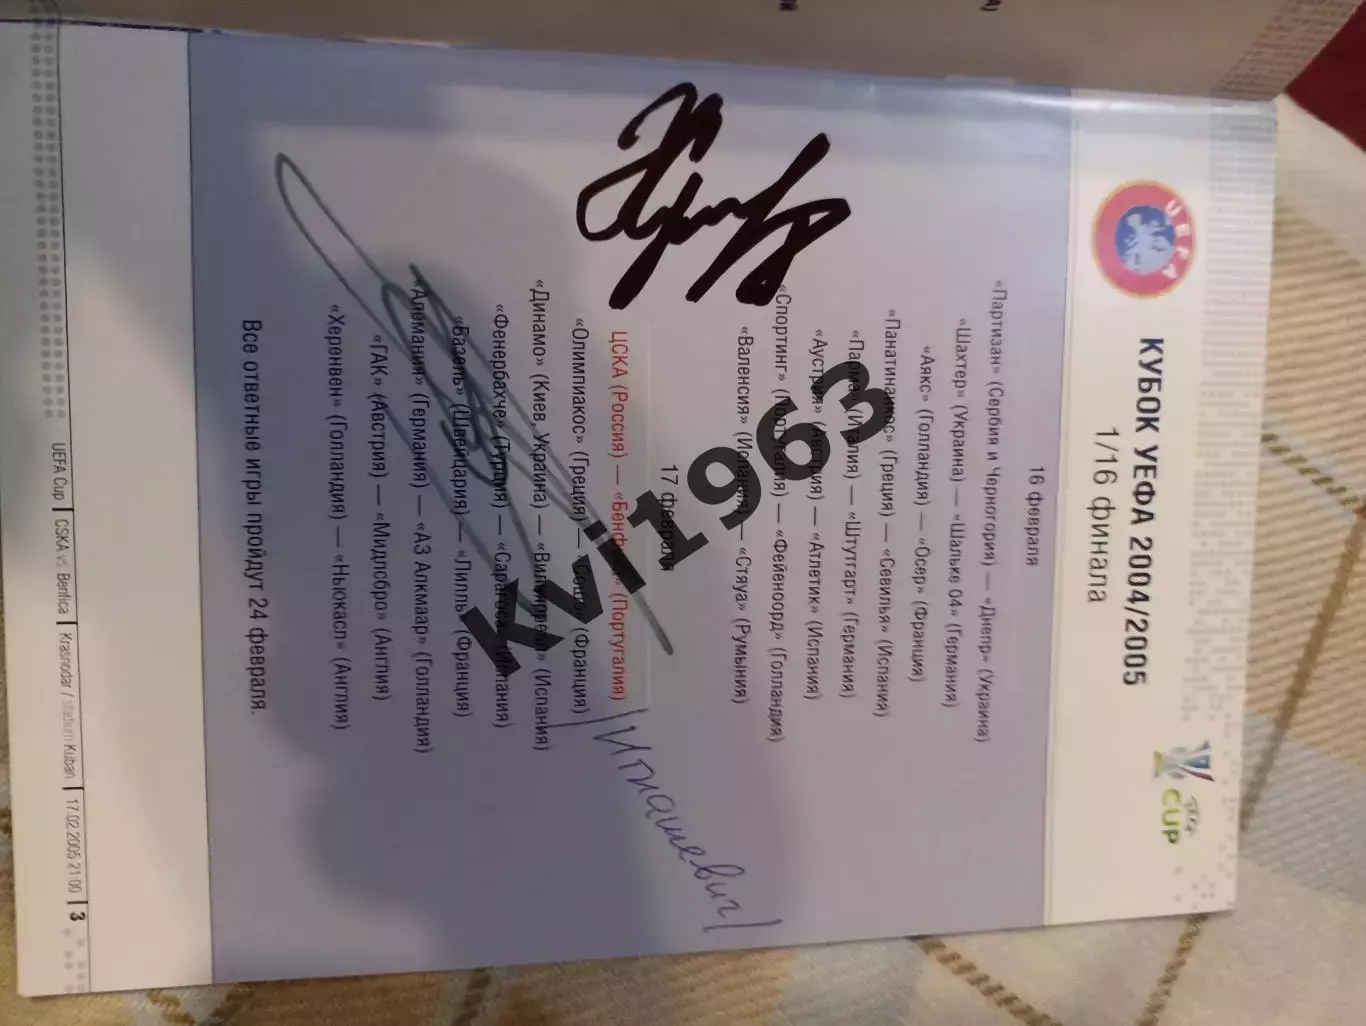 КУБОК УЕФА 2004/2005
1/16 финала
UEFA
UEFA CUP
16 февраля
«Партизан» (Сербия и Черногория) — «Днепр» (Украина)
«Шахтер» (Украина) — «Шальке 04» (Германия)
«Аякс» (Голландия) — «Осер» (Франция)
«Панатинаикос» (Греция) — «Севилья» (Испания)
«Парма» (Италия) — «Штутгарт» (Германия)
«Аустрия» (Австрия) — «Атлетик» (Испания)
«Спортинг» (Португалия) — «Фейеноорд» (Голландия)
«Валенсия» (Испания) — «Стяуа» (Румыния)
17 февраля
ЦСКА (Россия) — «Бенфика» (Португалия)
«Олимпиакос» (Греция) — «Сошо» (Франция)
«Динамо» (Киев, Украина) — «Вильярреал» (Испания)
«Фенербахче» (Турция) — «Сарагоса» (Испания)
«Базель» (Швейцария) — «Лилль» (Франция)
«Алемания» (Германия) — «АЗ Алкмаар» (Голландия)
«ГАК» (Австрия) — «Мидлсбро» (Англия)
«Херенвен» (Голландия) — «Ньюкасл» (Англия)
Все ответные игры пройдут 24 февраля.
/Игнашевич/
UEFA Cup | CSKA vs. Benfica | Krasnodar / stadium Kuban | 17.02.2005 21:00 | 3
kvi1963